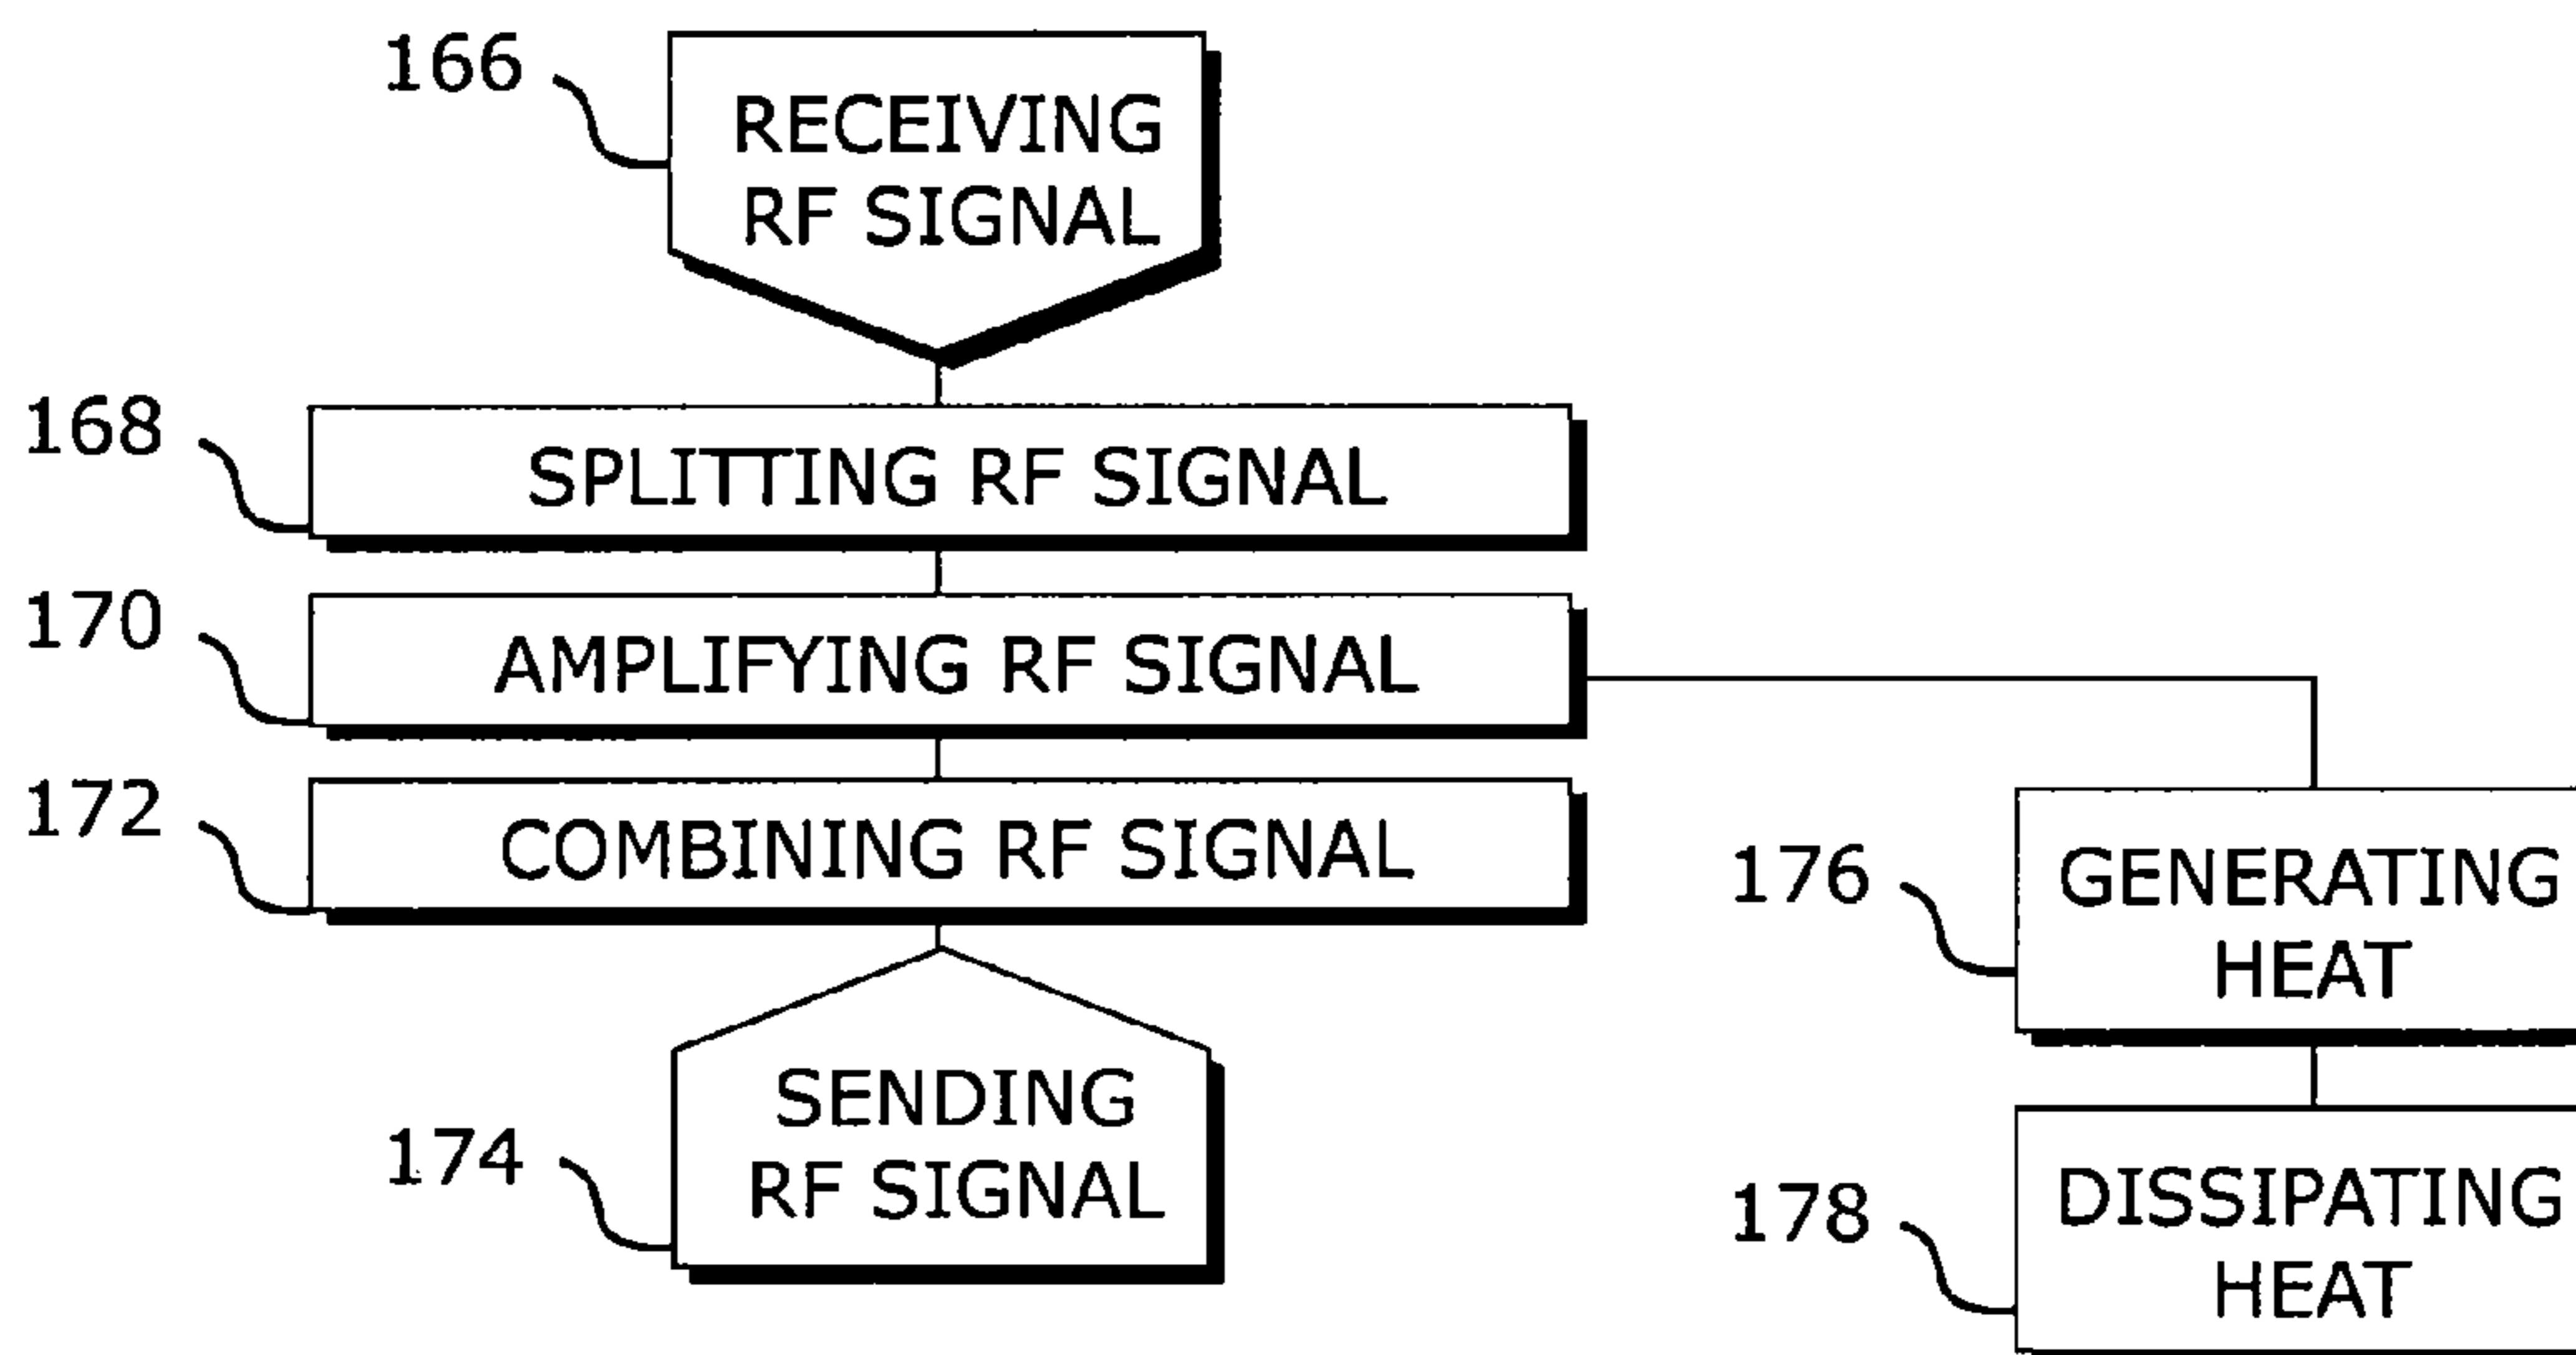 166
RECEIVING
RF SIGNAL
168
SPLITTING RF SIGNAL
170
AMPLIFYING RF SIGNAL
172
COMBINING RF SIGNAL
174
SENDING
RF SIGNAL
176
GENERATING
HEAT
178
DISSIPATING
HEAT